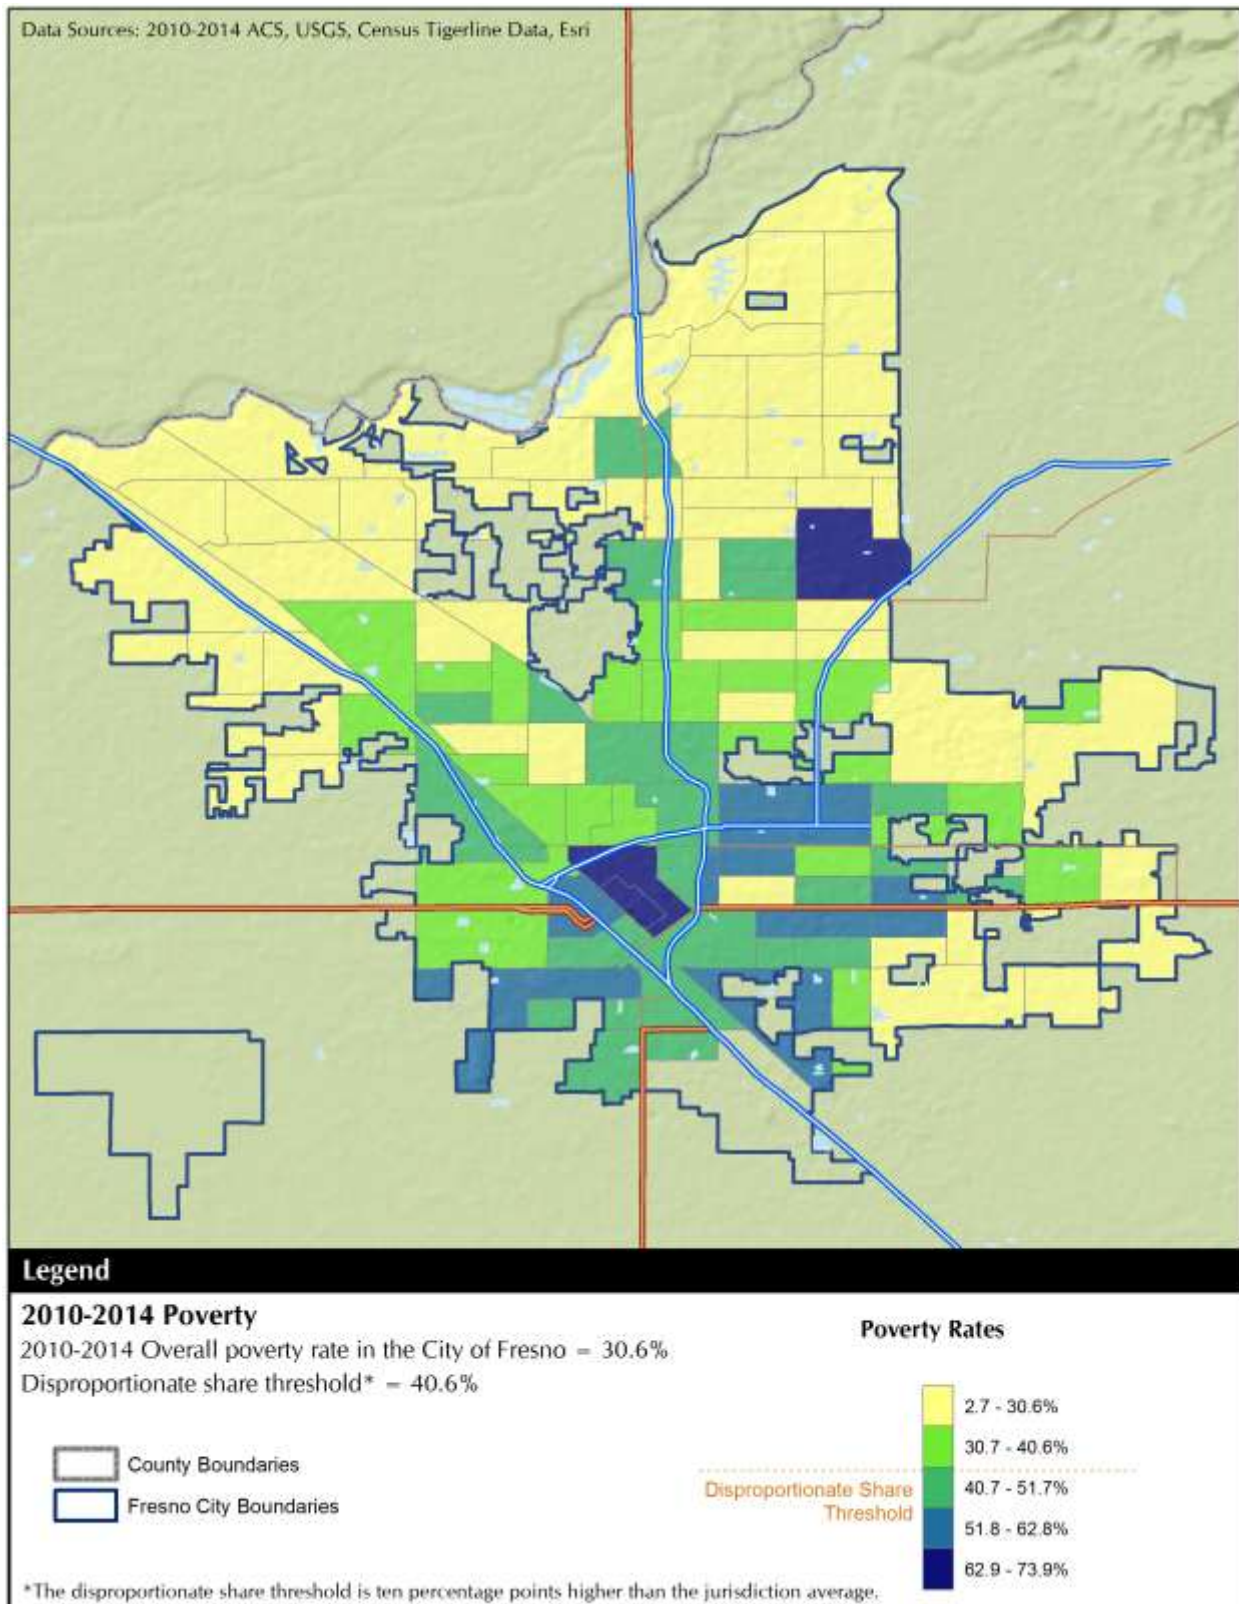 Data Sources: 2010-2014 ACS, USGS, Census Tigerline Data, Esri
Legend
2010-2014 Poverty
2010-2014 Overall poverty rate in the City of Fresno = 30.6%
Disproportionate share threshold* = 40.6%
County Boundaries
Fresno City Boundaries
Poverty Rates
2.7 - 30.6%
30.7 - 40.6%
Disproportionate Share
Threshold
40.7 - 51.7%
51.8 - 62.8%
62.9 - 73.9%
*The disproportionate share threshold is ten percentage points higher than the jurisdiction average.